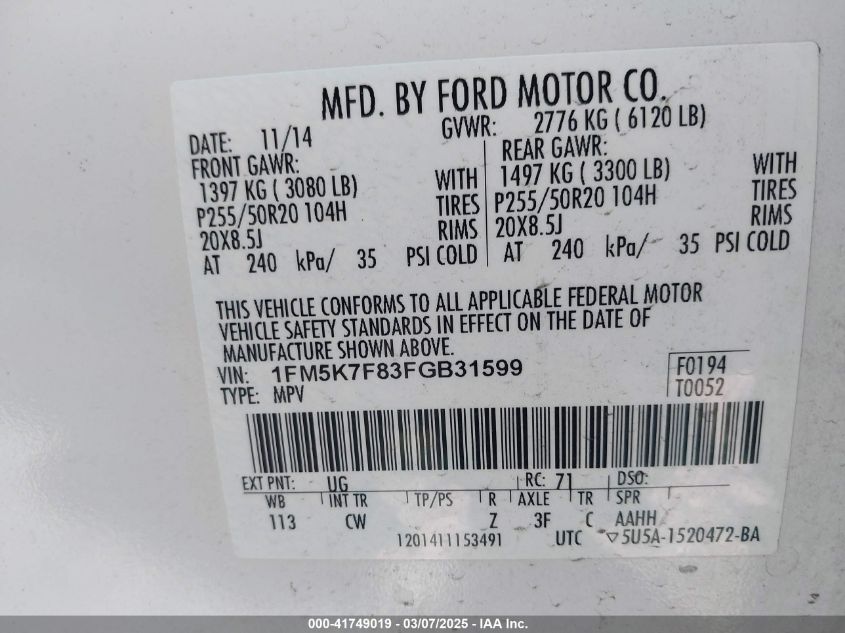 MFD. BY FORD MOTOR CO.
DATE: 11/14 GVWR: 2776 KG ( 6120 LB)
FRONT GAWR: REAR GAWR:
1397 KG ( 3080 LB) WITH 1497 KG ( 3300 LB) WITH
P255/50R20 104H TIRES P255/50R20 104H TIRES
20X8.5J RIMS 20X8.5J RIMS
AT 240 kPa/ 35 PSI COLD AT 240 kPa/ 35 PSI COLD
THIS VEHICLE CONFORMS TO ALL APPLICABLE FEDERAL MOTOR
VEHICLE SAFETY STANDARDS IN EFFECT ON THE DATE OF
MANUFACTURE SHOWN ABOVE.
VIN: 1FM5K7F83FGB31599 F0194
TYPE: MPV T0052
EXT PNT: UG RC: 71 DSO:
WB INT TR TP/PS R AXLE TR SPR
113 CW Z 3F C AAHH
1201411153491 UTC ▽5U5A-1520472-BA
000-41749019 - 03/07/2025 - IAA Inc.